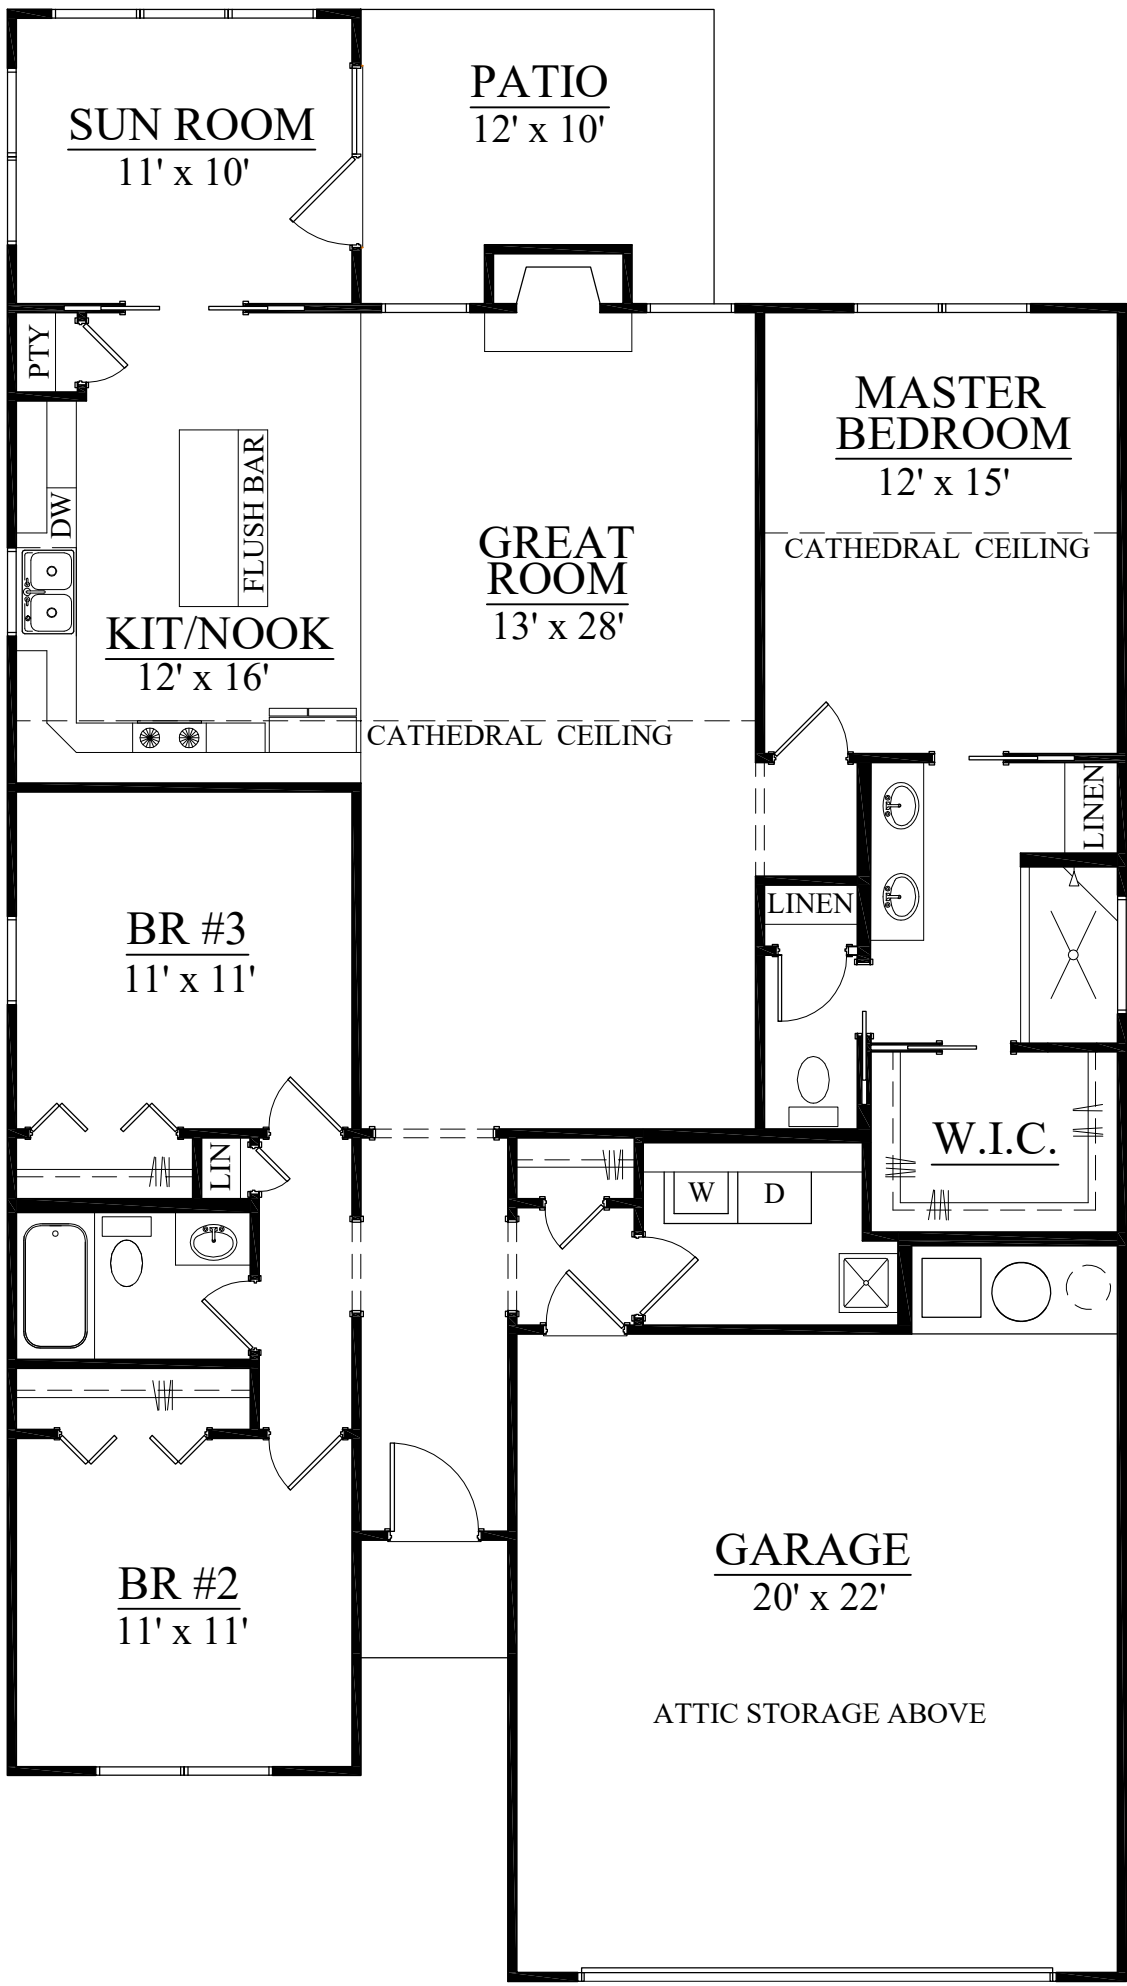 PATIO
12' x 10'
SUN ROOM
11' x 10'
PTY
MASTER
BEDROOM
12' x 15'
CATHEDRAL CEILING
DW
FLUSH BAR
GREAT
ROOM
13' x 28'
KIT/NOOK
12' x 16'
CATHEDRAL CEILING
LINEN
LINEN
BR #3
11' x 11'
W.I.C.
LIN
W
D
GARAGE
20' x 22'
BR #2
11' x 11'
ATTIC STORAGE ABOVE